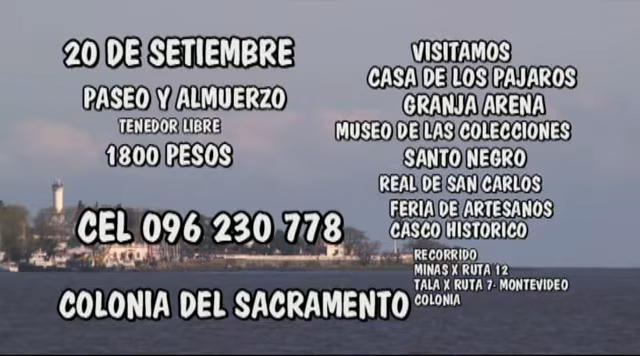 20 DE SETIEMBRE
PASEO Y ALMUERZO
TENEDOR LIBRE
1800 PESOS
CEL 096 230 778
COLONIA DEL SACRAMENTO
VISITAMOS
CASA DE LOS PAJAROS
GRANJA ARENA
MUSEO DE LAS COLECCIONES
SANTO NEGRO
REAL DE SAN CARLOS
FERIA DE ARTESANOS
CASCO HISTORICO
RECORRIDO
MINAS X RUTA 12
TALA X RUTA 7- MONTEVIDEO
COLONIA